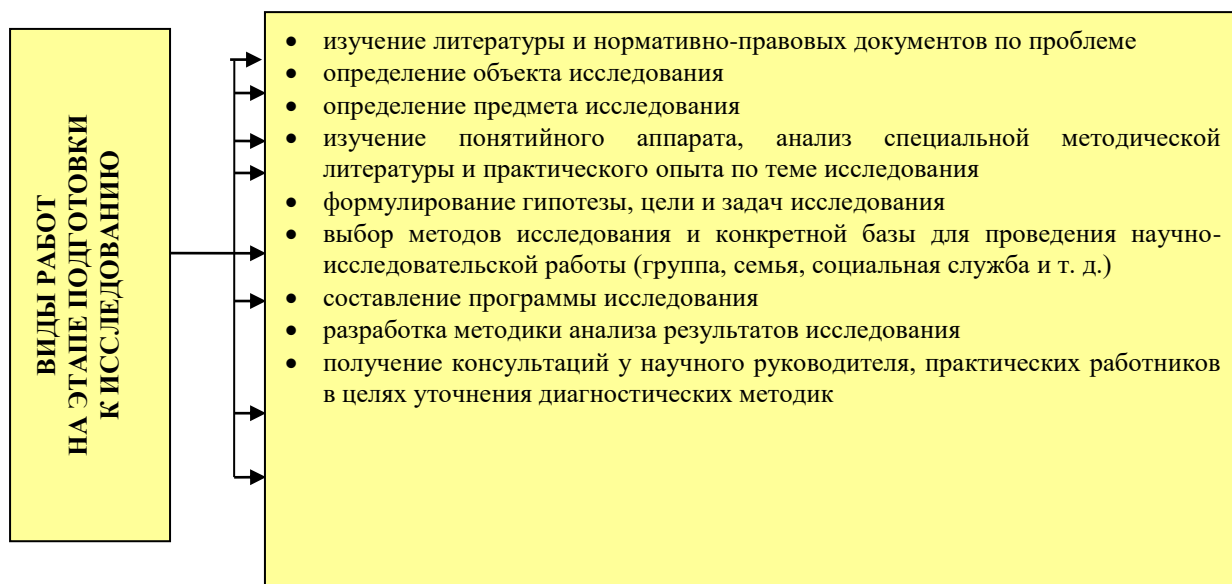 ВИДЫ РАБОТ
НА ЭТАПЕ ПОДГОТОВКИ
К ИССЛЕДОВАНИЮ
• изучение литературы и нормативно-правовых документов по проблеме
• определение объекта исследования
• определение предмета исследования
• изучение понятийного аппарата, анализ специальной методической
литературы и практического опыта по теме исследования
• формулирование гипотезы, цели и задач исследования
• выбор методов исследования и конкретной базы для проведения научно-
исследовательской работы (группа, семья, социальная служба и т. д.)
• составление программы исследования
• разработка методики анализа результатов исследования
• получение консультаций у научного руководителя, практических работников
в целях уточнения диагностических методик